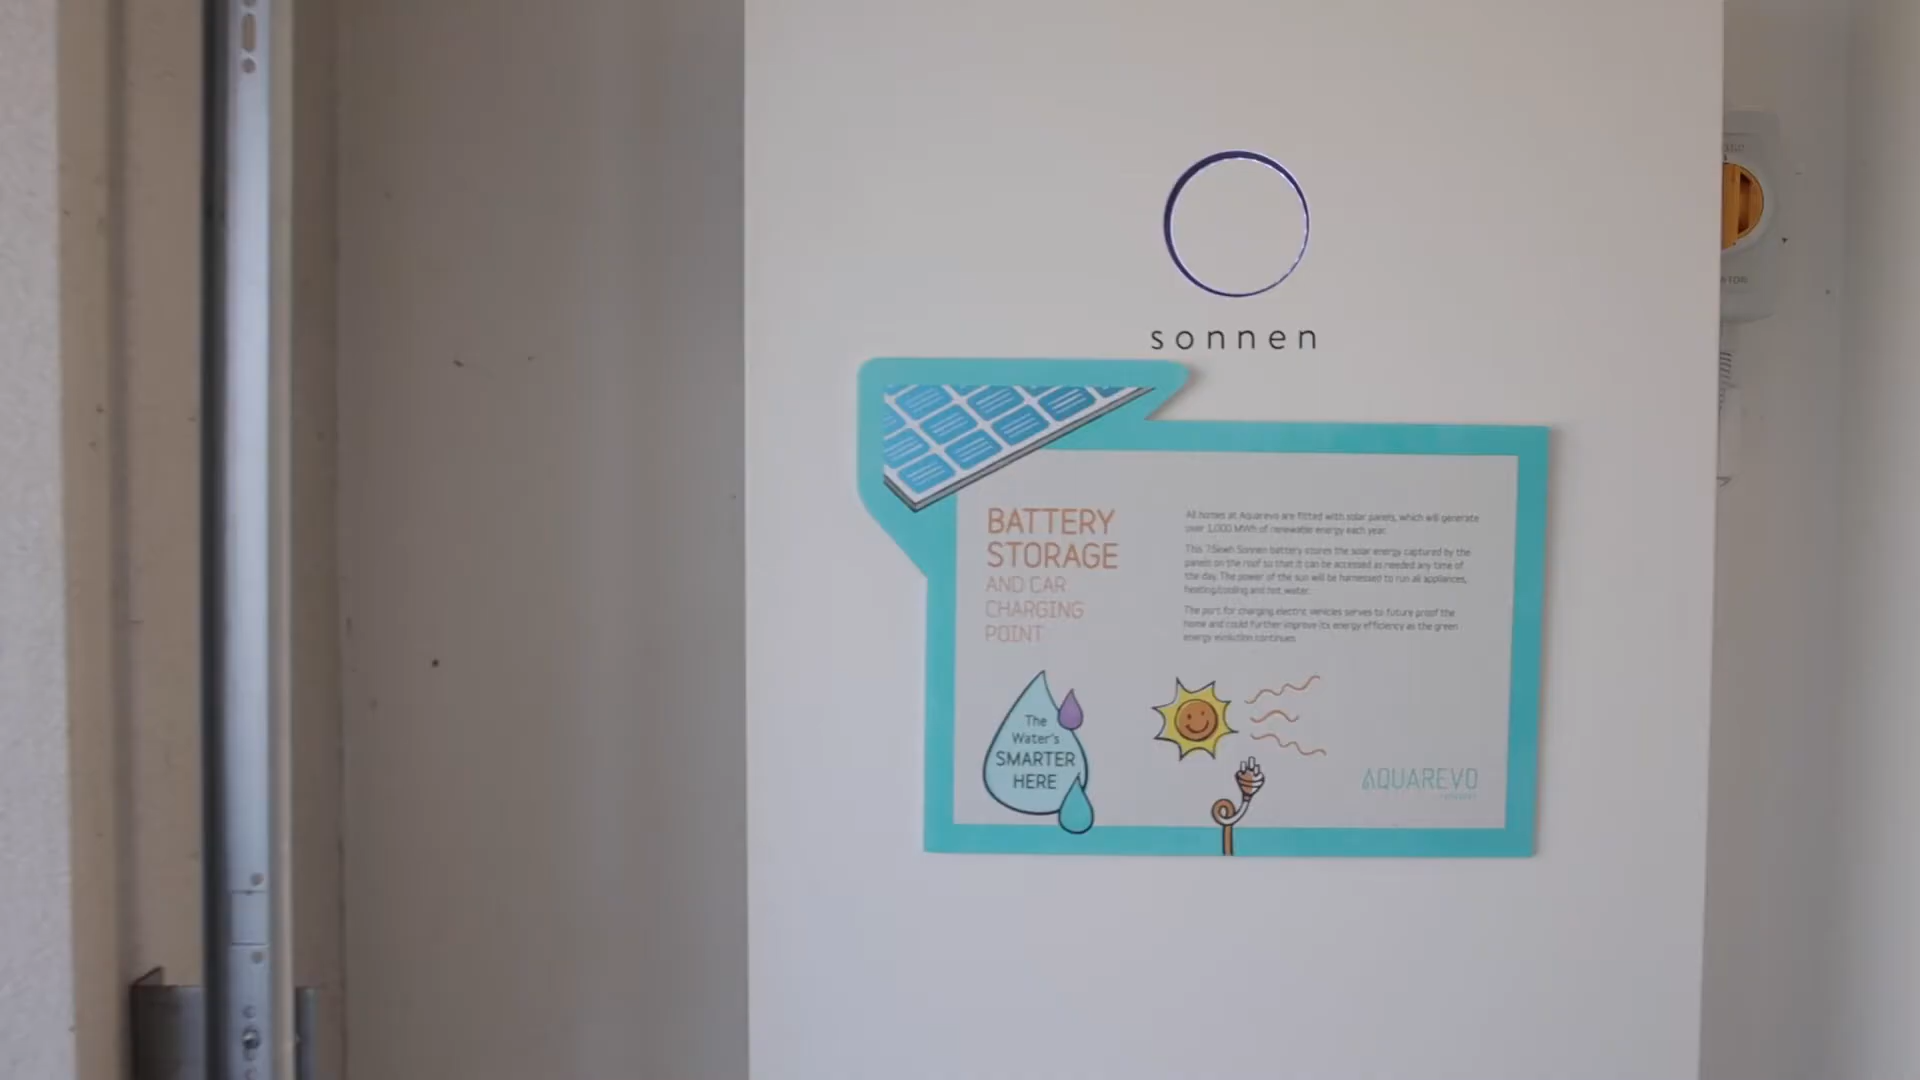 sonnen
BATTERY
STORAGE
AND CAR
CHARGING
POINT
All homes at Aquarevo are fitted with solar panels, which will generate
over 1,000 MWh of renewable energy each year.
This 7.5kwh Sonnen battery stores the solar energy captured by the
panels on the roof so that it can be accessed as needed any time of
the day. The power of the sun will be harnessed to run all appliances,
heating/cooling and hot water.
The port for charging electric vehicles serves to future proof the
home and could further improve its energy efficiency as the green
energy evolution continues.
The
Water's
SMARTER
HERE
AQUAREVO